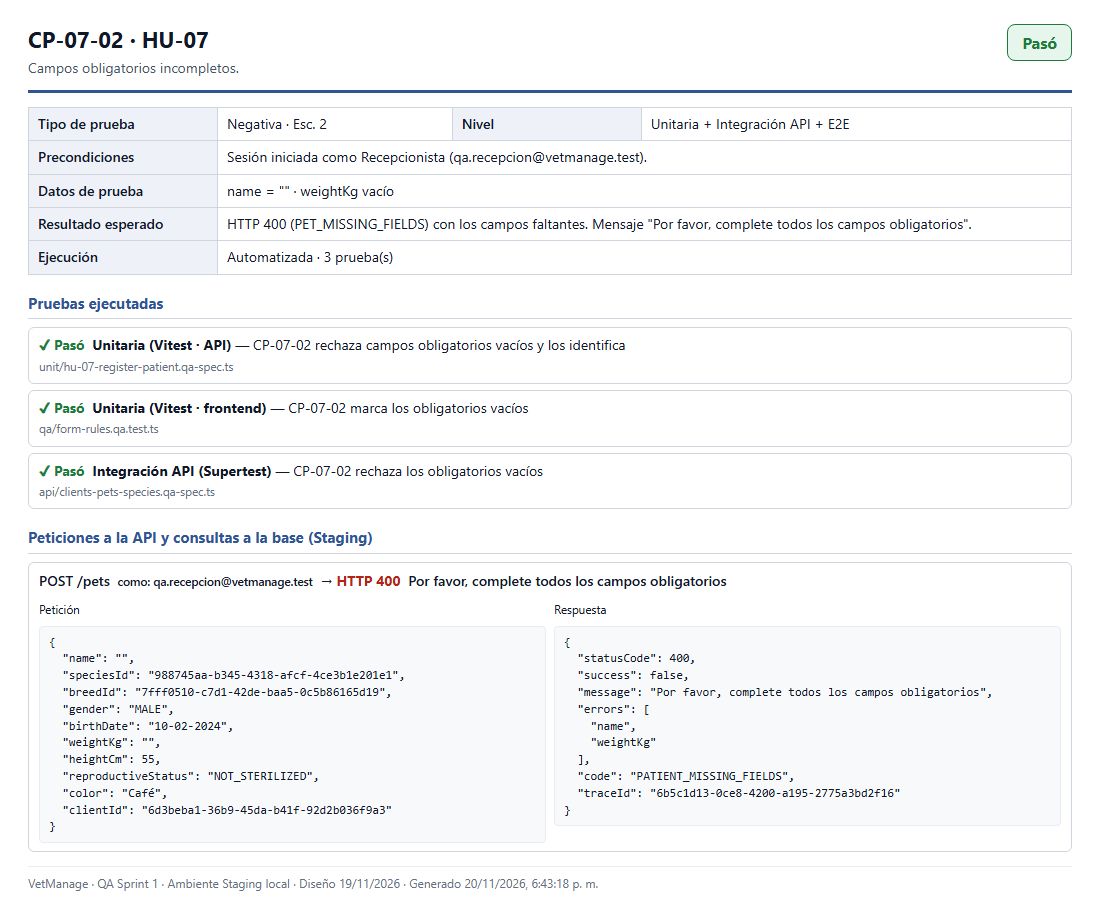 CP-07-02 · HU-07
Pasó
Campos obligatorios incompletos.
Tipo de prueba Negativa · Esc. 2 Nivel Unitaria + Integración API + E2E
Precondiciones Sesión iniciada como Recepcionista (qa.recepcion@vetmanage.test).
Datos de prueba name = "" · weightKg vacío
Resultado esperado HTTP 400 (PET_MISSING_FIELDS) con los campos faltantes. Mensaje "Por favor, complete todos los campos obligatorios".
Ejecución Automatizada · 3 prueba(s)
Pruebas ejecutadas
✓ Pasó Unitaria (Vitest · API) — CP-07-02 rechaza campos obligatorios vacíos y los identifica
unit/hu-07-register-patient.qa-spec.ts
✓ Pasó Unitaria (Vitest · frontend) — CP-07-02 marca los obligatorios vacíos
qa/form-rules.qa.test.ts
✓ Pasó Integración API (Supertest) — CP-07-02 rechaza los obligatorios vacíos
api/clients-pets-species.qa-spec.ts
Peticiones a la API y consultas a la base (Staging)
POST /pets como: qa.recepcion@vetmanage.test → HTTP 400 Por favor, complete todos los campos obligatorios
Petición
{
"name": "",
"speciesId": "988745aa-b345-4318-afcf-4ce3b1e201e1",
"breedId": "7fff0510-c7d1-42de-baa5-0c5b86165d19",
"gender": "MALE",
"birthDate": "10-02-2024",
"weightKg": "",
"heightCm": 55,
"reproductiveStatus": "NOT_STERILIZED",
"color": "Café",
"clientId": "6d3beba1-36b9-45da-b41f-92d2b036f9a3"
}
Respuesta
{
"statusCode": 400,
"success": false,
"message": "Por favor, complete todos los campos obligatorios",
"errors": [
"name",
"weightKg"
],
"code": "PATIENT_MISSING_FIELDS",
"traceId": "6b5c1d13-0ce8-4200-a195-2775a3bd2f16"
}
VetManage · QA Sprint 1 · Ambiente Staging local · Diseño 19/11/2026 · Generado 20/11/2026, 6:43:18 p. m.